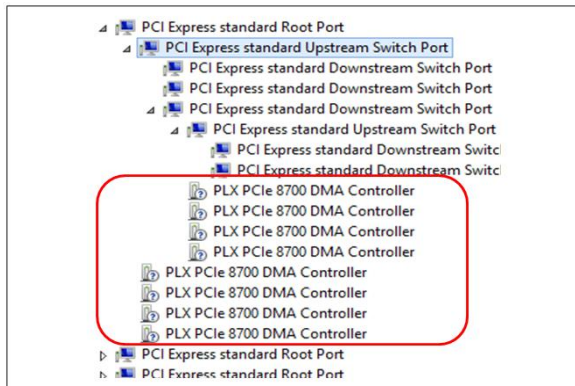 PCI Express standard Root Port
PCI Express standard Upstream Switch Port
PCI Express standard Downstream Switch Port
PCI Express standard Downstream Switch Port
PCI Express standard Downstream Switch Port
PCI Express standard Upstream Switch Port
PCI Express standard Downstream Switc
PCI Express standard Downstream Switc
PLX PCIe 8700 DMA Controller
PLX PCIe 8700 DMA Controller
PLX PCIe 8700 DMA Controller
PLX PCIe 8700 DMA Controller
PLX PCIe 8700 DMA Controller
PLX PCIe 8700 DMA Controller
PLX PCIe 8700 DMA Controller
PLX PCIe 8700 DMA Controller
PCI Express standard Root Port
PCI Express standard Root Port